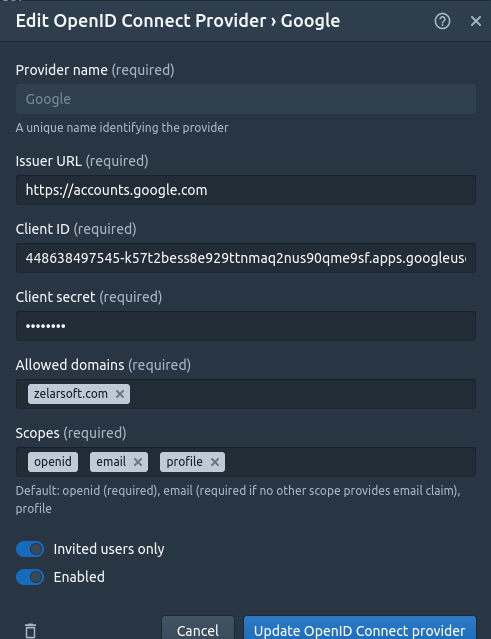 Edit OpenID Connect Provider › Google
Provider name (required)
Google
A unique name identifying the provider
Issuer URL (required)
https://accounts.google.com
Client ID (required)
448638497545-k57t2bess8e929ttnmaq2nus90qme9sf.apps.googleus
Client secret (required)
••••••••
Allowed domains (required)
zelarsoft.com
Scopes (required)
openid email profile
Default: openid (required), email (required if no other scope provides email claim),
profile
Invited users only
Enabled
Cancel Update OpenID Connect provider